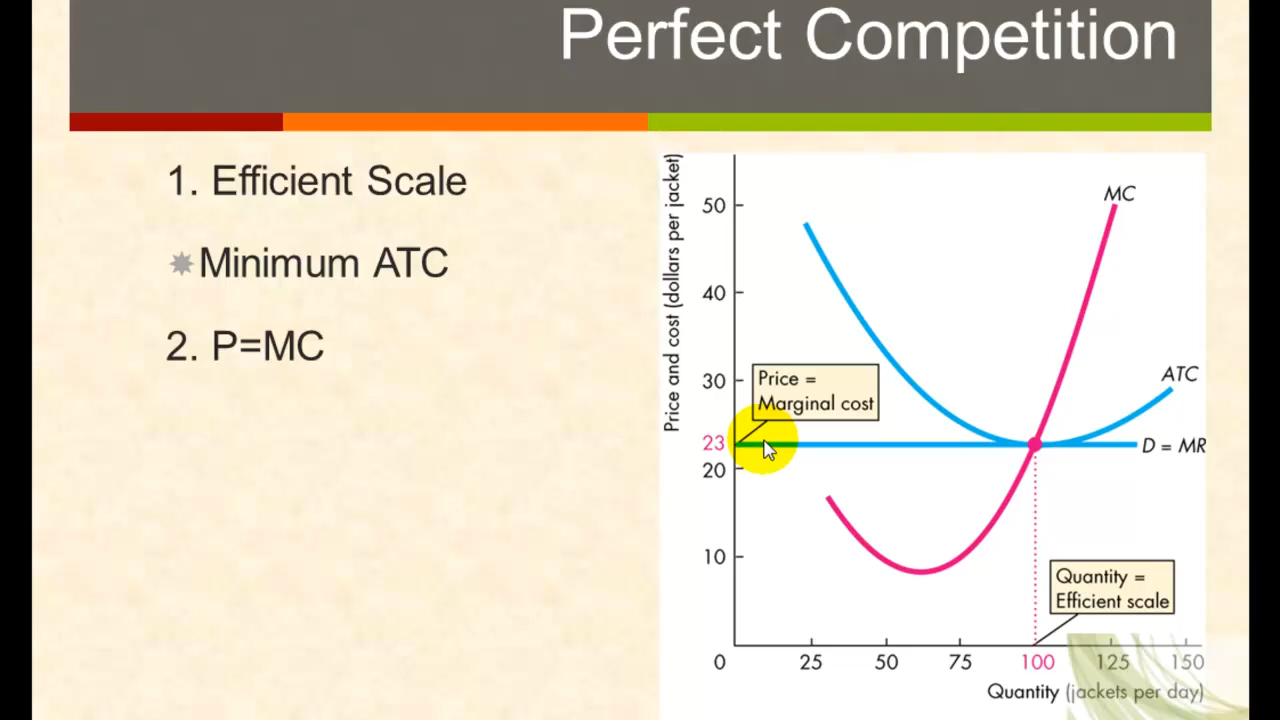 Perfect Competition
1. Efficient Scale
Minimum ATC
2. P=MC
Price and cost (dollars per jacket)
50
40
30
23
20
10
0
25
50
75
100
125
150
Quantity (jackets per day)
MC
ATC
D = MR
Price =
Marginal cost
Quantity =
Efficient scale